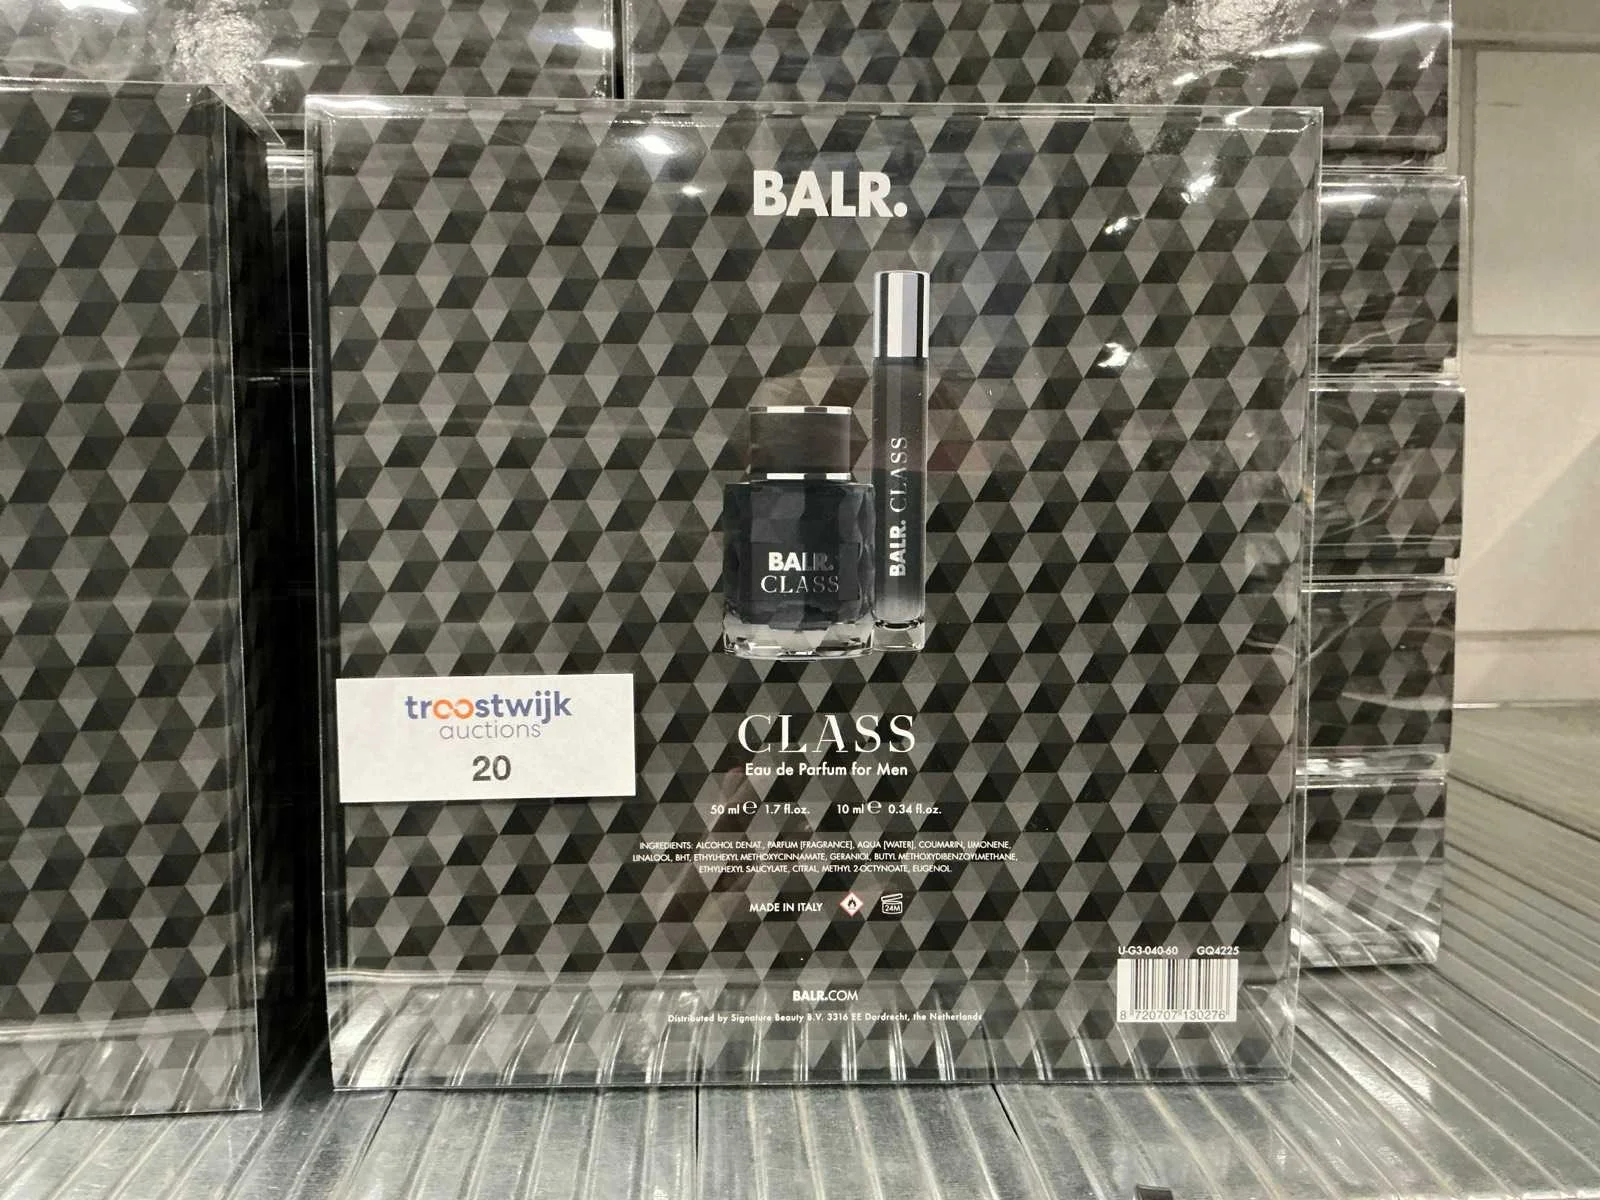 BALR.
BALR. CLASS
BALR.
CLASS
troostwijk
auctions
20
CLASS
Eau de Parfum for Men
50 ml ℮ 1.7 fl.oz. 10 ml ℮ 0.34 fl.oz.
INGREDIENTS: ALCOHOL DENAT., PARFUM [FRAGRANCE], AQUA [WATER], COUMARIN, LIMONENE,
LINALOOL, BHT, ETHYLHEXYL METHOXYCINNAMATE, GERANIOL, BUTYL METHOXYDIBENZOYLMETHANE,
ETHYLHEXYL SALICYLATE, CITRAL, METHYL 2-OCTYNOATE, EUGENOL.
MADE IN ITALY 24M
U-G3-040-60 GQ4225
8 720707 130276
BALR.COM
Distributed by Signature Beauty B.V. 3316 EE Dordrecht, the Netherlands